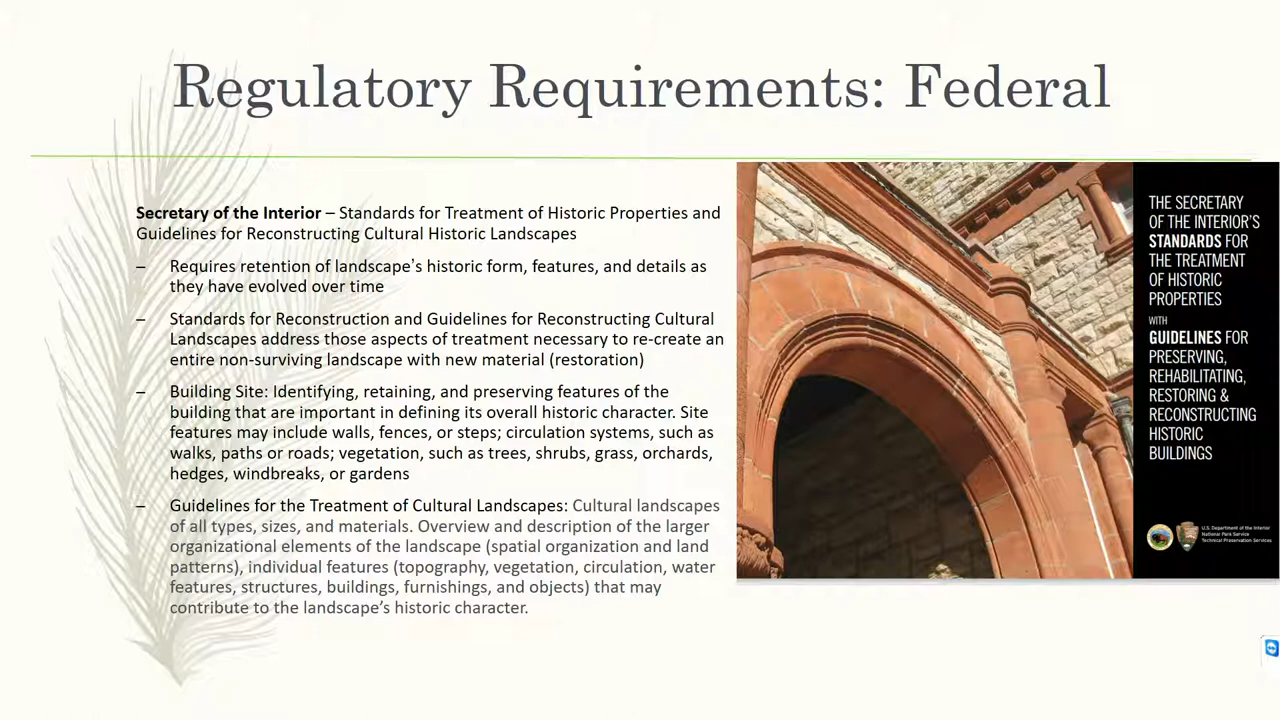 Regulatory Requirements: Federal
Secretary of the Interior – Standards for Treatment of Historic Properties and
Guidelines for Reconstructing Cultural Historic Landscapes
– Requires retention of landscape's historic form, features, and details as
they have evolved over time
– Standards for Reconstruction and Guidelines for Reconstructing Cultural
Landscapes address those aspects of treatment necessary to re-create an
entire non-surviving landscape with new material (restoration)
– Building Site: Identifying, retaining, and preserving features of the
building that are important in defining its overall historic character. Site
features may include walls, fences, or steps; circulation systems, such as
walks, paths or roads; vegetation, such as trees, shrubs, grass, orchards,
hedges, windbreaks, or gardens
– Guidelines for the Treatment of Cultural Landscapes: Cultural landscapes
of all types, sizes, and materials. Overview and description of the larger
organizational elements of the landscape (spatial organization and land
patterns), individual features (topography, vegetation, circulation, water
features, structures, buildings, furnishings, and objects) that may
contribute to the landscape's historic character.
THE SECRETARY
OF THE INTERIOR'S
STANDARDS FOR
THE TREATMENT
OF HISTORIC
PROPERTIES
WITH
GUIDELINES FOR
PRESERVING,
REHABILITATING,
RESTORING &
RECONSTRUCTING
HISTORIC
BUILDINGS
U.S. Department of the Interior
National Park Service
Technical Preservation Services